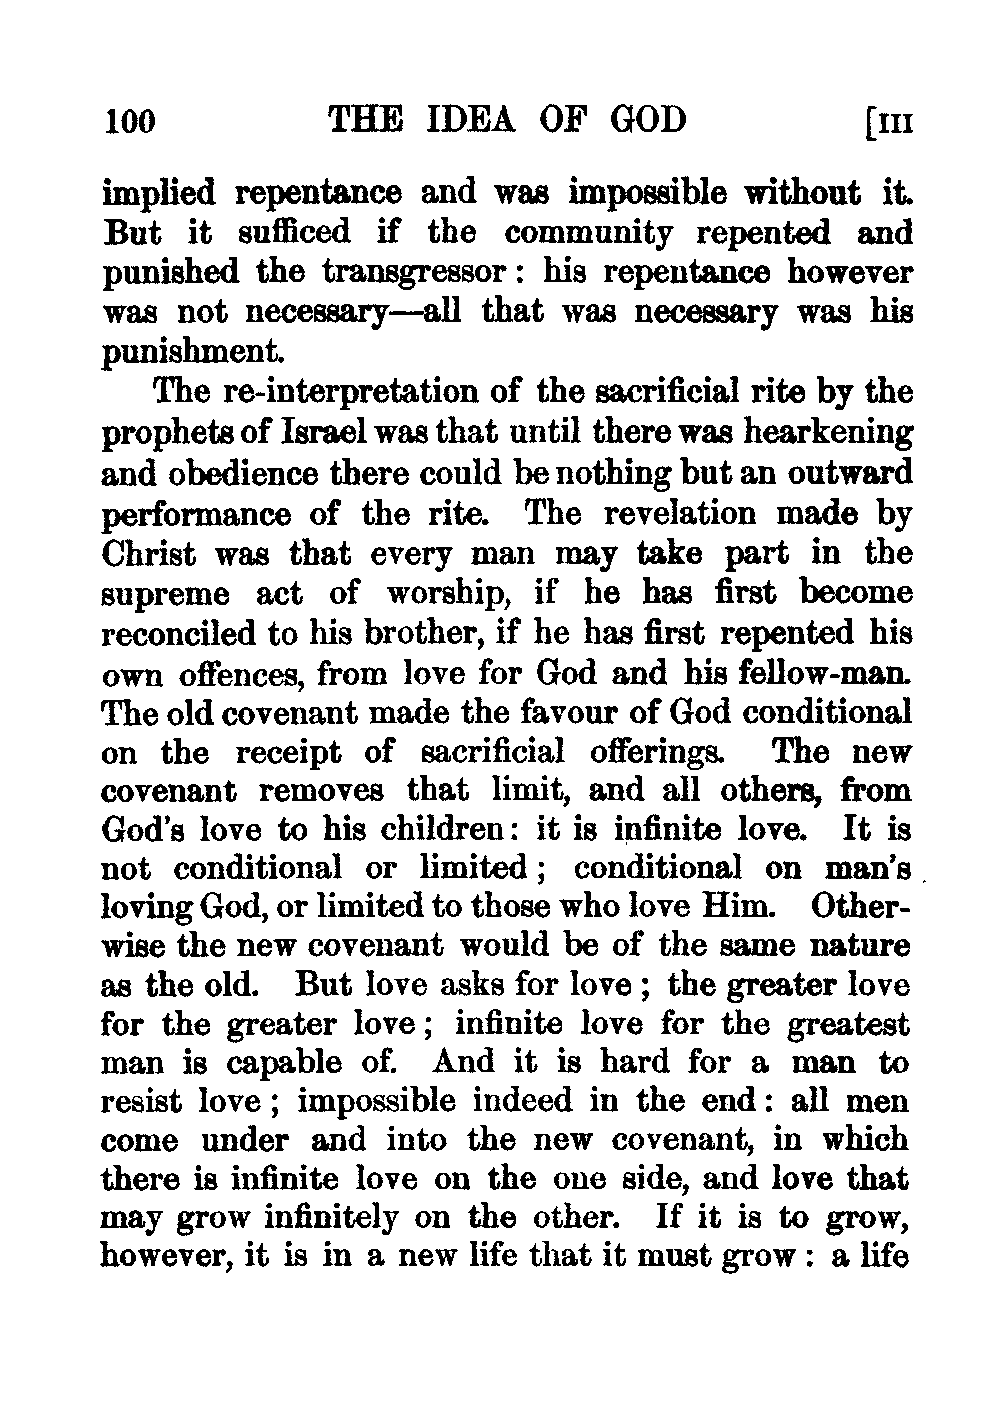 100 THE IDEA OF GOD [III
implied repentance and was impossible without it.
But it sufficed if the community repented and
punished the transgressor : his repentance however
was not necessary—all that was necessary was his
punishment.
The re-interpretation of the sacrificial rite by the
prophets of Israel was that until there was hearkening
and obedience there could be nothing but an outward
performance of the rite. The revelation made by
Christ was that every man may take part in the
supreme act of worship, if he has first become
reconciled to his brother, if he has first repented his
own offences, from love for God and his fellow-man.
The old covenant made the favour of God conditional
on the receipt of sacrificial offerings. The new
covenant removes that limit, and all others, from
God's love to his children: it is infinite love. It is
not conditional or limited ; conditional on man's
loving God, or limited to those who love Him. Other-
wise the new covenant would be of the same nature
as the old. But love asks for love ; the greater love
for the greater love ; infinite love for the greatest
man is capable of. And it is hard for a man to
resist love ; impossible indeed in the end : all men
come under and into the new covenant, in which
there is infinite love on the one side, and love that
may grow infinitely on the other. If it is to grow,
however, it is in a new life that it must grow : a life